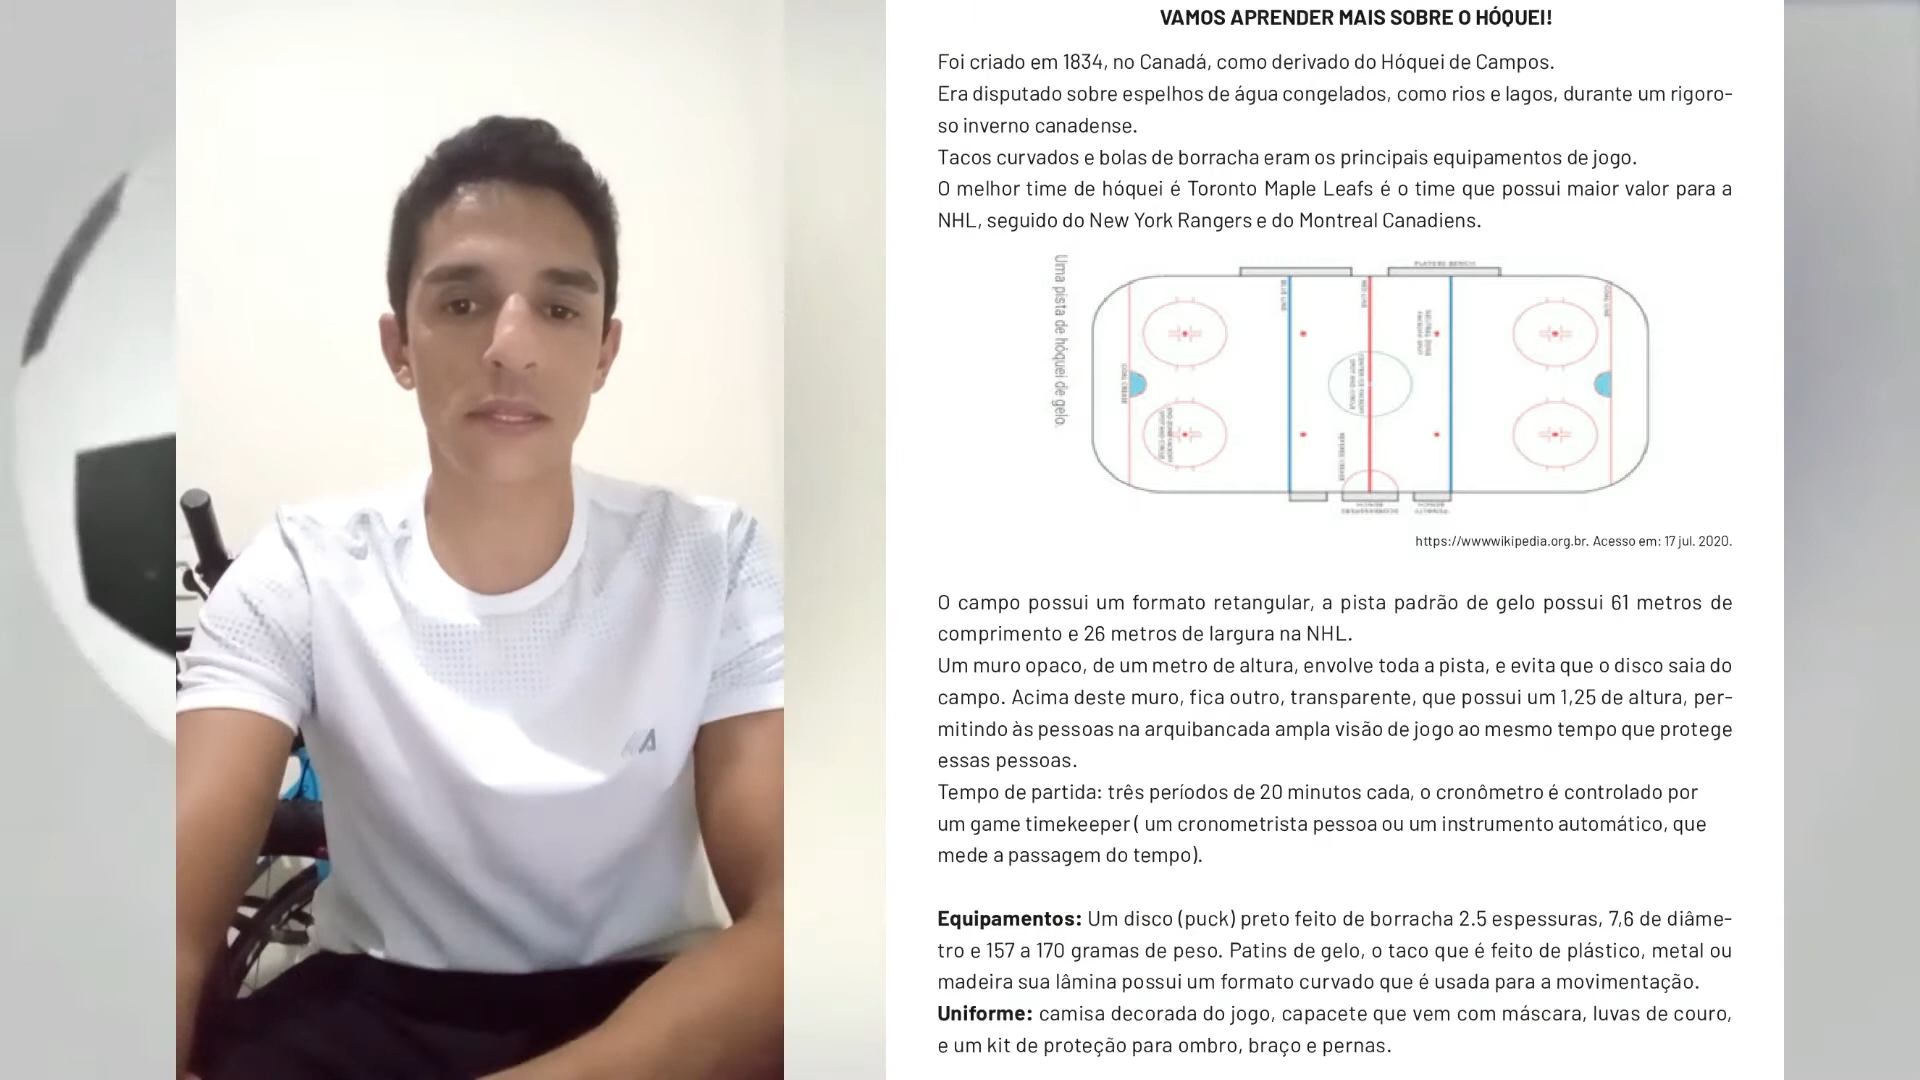 VAMOS APRENDER MAIS SOBRE O HÓQUEI!
Foi criado em 1834, no Canadá, como derivado do Hóquei de Campos.
Era disputado sobre espelhos de água congelados, como rios e lagos, durante um rigoro-
so inverno canadense.
Tacos curvados e bolas de borracha eram os principais equipamentos de jogo.
O melhor time de hóquei é Toronto Maple Leafs é o time que possui maior valor para a
NHL, seguido do New York Rangers e do Montreal Canadiens.
Uma pista de hóquei de gelo.
PLAYERS BENCH
BLUE LINE
RED LINE
GOAL LINE
https://wwwwikipedia.org.br. Acesso em: 17 jul. 2020.
O campo possui um formato retangular, a pista padrão de gelo possui 61 metros de
comprimento e 26 metros de largura na NHL.
Um muro opaco, de um metro de altura, envolve toda a pista, e evita que o disco saia do
campo. Acima deste muro, fica outro, transparente, que possui um 1,25 de altura, per-
mitindo às pessoas na arquibancada ampla visão de jogo ao mesmo tempo que protege
essas pessoas.
Tempo de partida: três períodos de 20 minutos cada, o cronômetro é controlado por
um game timekeeper ( um cronometrista pessoa ou um instrumento automático, que
mede a passagem do tempo).
Equipamentos: Um disco (puck) preto feito de borracha 2.5 espessuras, 7,6 de diâme-
tro e 157 a 170 gramas de peso. Patins de gelo, o taco que é feito de plástico, metal ou
madeira sua lâmina possui um formato curvado que é usada para a movimentação.
Uniforme: camisa decorada do jogo, capacete que vem com máscara, luvas de couro,
e um kit de proteção para ombro, braço e pernas.